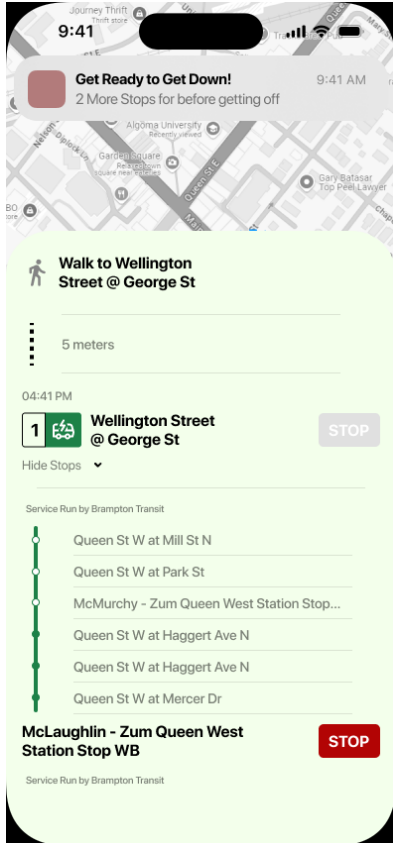 Journey Thrift
Thrift store
9:41
Get Ready to Get Down!
9:41 AM
2 More Stops for before getting off
Algoma University
Recently viewed
Garden Square
Queen St E
Gary Batasar
Top Peel Lawyer
Walk to Wellington
Street @ George St
5 meters
04:41 PM
1
Wellington Street
@ George St
STOP
Hide Stops
Service Run by Brampton Transit
Queen St W at Mill St N
Queen St W at Park St
McMurchy - Zum Queen West Station Stop...
Queen St W at Haggert Ave N
Queen St W at Haggert Ave N
Queen St W at Mercer Dr
McLaughlin - Zum Queen West
Station Stop WB
STOP
Service Run by Brampton Transit